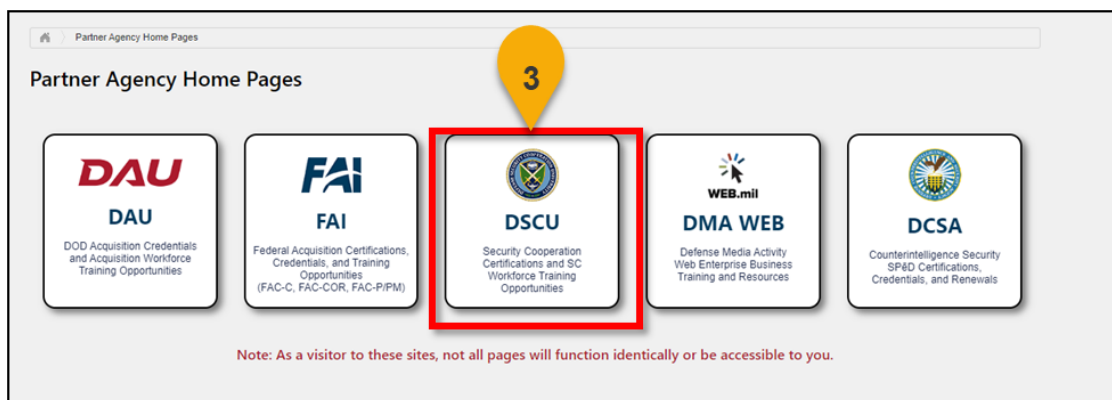 Partner Agency Home Pages
Partner Agency Home Pages
3
DAU
DAU
DOD Acquisition Credentials
and Acquisition Workforce
Training Opportunities
FAI
FAI
Federal Acquisition Certifications,
Credentials, and Training
Opportunities
(FAC-C, FAC-COR, FAC-P/PM)
DSCU
Security Cooperation
Certifications and SC
Workforce Training
Opportunities
WEB.mil
DMA WEB
Defense Media Activity
Web Enterprise Business
Training and Resources
DCSA
Counterintelligence Security
SPēD Certifications,
Credentials, and Renewals
Note: As a visitor to these sites, not all pages will function identically or be accessible to you.